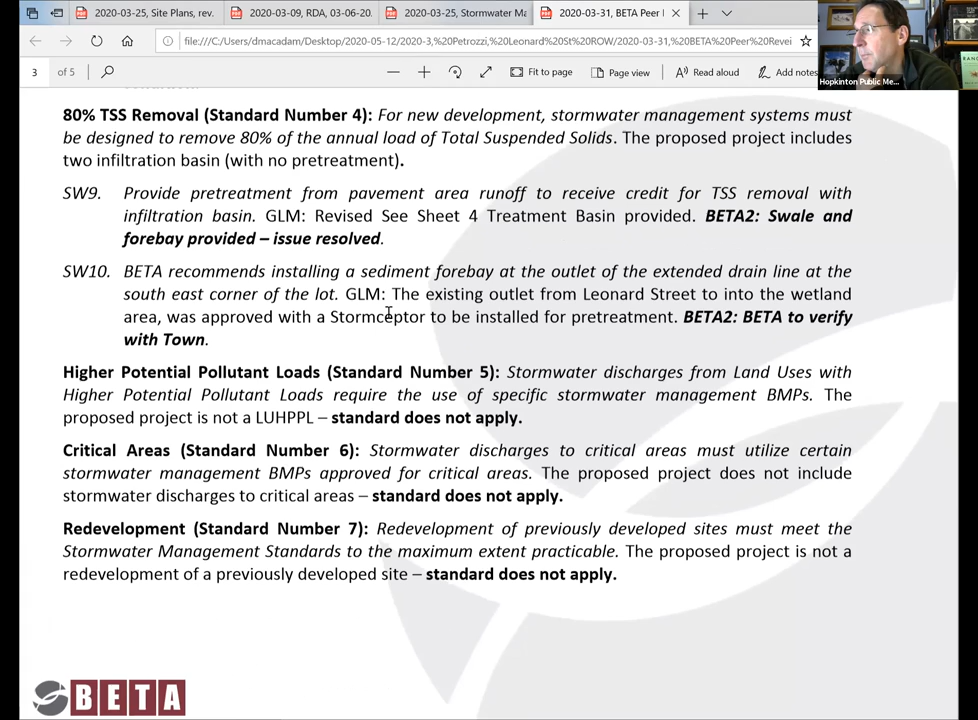 2020-03-25, Site Plans, rev.
2020-03-09, RDA, 03-06-20.
2020-03-25, Stormwater Ma
2020-03-31, BETA Peer I
file:///C:/Users/dmacadam/Desktop/2020-05-12/2020-3,%20Petrozzi,Leonard%20St%20ROW/2020-03-31,%20BETA%20Peer%20Revei
Hopkinton Public Me...
3 of 5
Fit to page
Page view
Read aloud
Add notes
80% TSS Removal (Standard Number 4): For new development, stormwater management systems must
be designed to remove 80% of the annual load of Total Suspended Solids. The proposed project includes
two infiltration basin (with no pretreatment).
SW9. Provide pretreatment from pavement area runoff to receive credit for TSS removal with
infiltration basin. GLM: Revised See Sheet 4 Treatment Basin provided. BETA2: Swale and
forebay provided – issue resolved.
SW10. BETA recommends installing a sediment forebay at the outlet of the extended drain line at the
south east corner of the lot. GLM: The existing outlet from Leonard Street to into the wetland
area, was approved with a Stormceptor to be installed for pretreatment. BETA2: BETA to verify
with Town.
Higher Potential Pollutant Loads (Standard Number 5): Stormwater discharges from Land Uses with
Higher Potential Pollutant Loads require the use of specific stormwater management BMPs. The
proposed project is not a LUHPPL – standard does not apply.
Critical Areas (Standard Number 6): Stormwater discharges to critical areas must utilize certain
stormwater management BMPs approved for critical areas. The proposed project does not include
stormwater discharges to critical areas – standard does not apply.
Redevelopment (Standard Number 7): Redevelopment of previously developed sites must meet the
Stormwater Management Standards to the maximum extent practicable. The proposed project is not a
redevelopment of a previously developed site – standard does not apply.
BETA